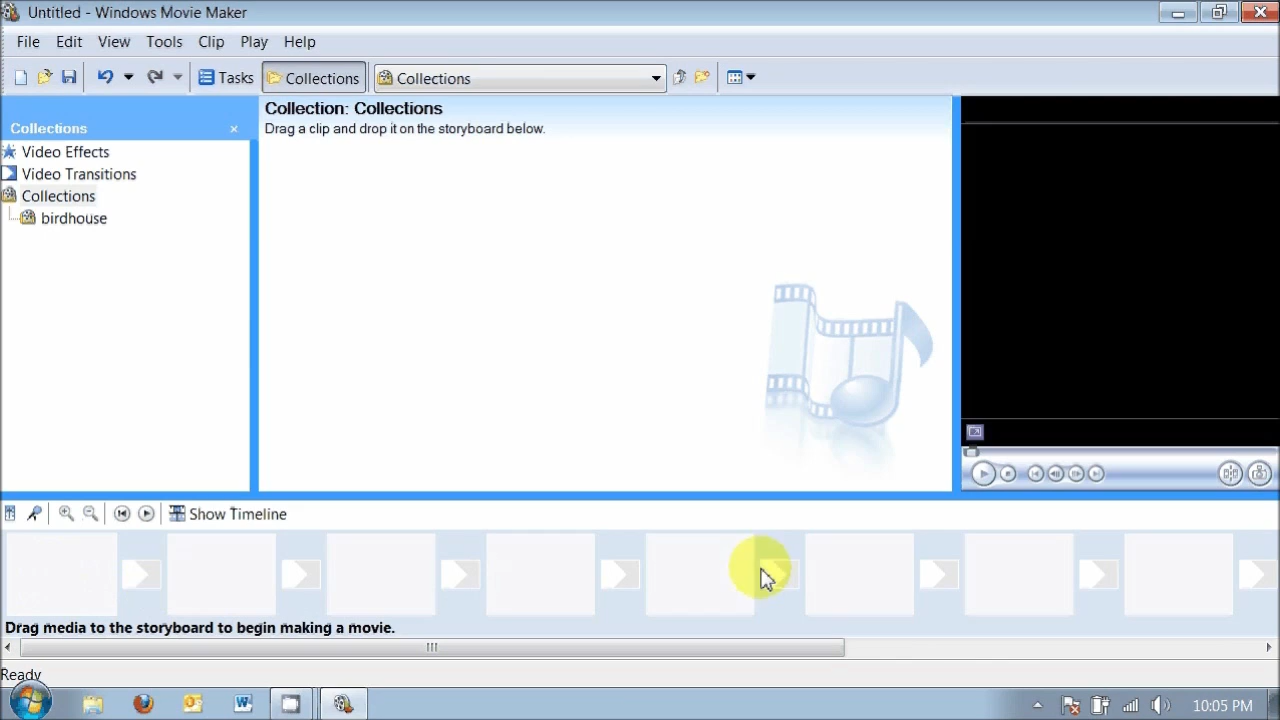 Untitled - Windows Movie Maker
File Edit View Tools Clip Play Help
Tasks Collections Collections
Collections
Video Effects
Video Transitions
Collections
birdhouse
Collection: Collections
Drag a clip and drop it on the storyboard below.
Show Timeline
Drag media to the storyboard to begin making a movie.
Ready
10:05 PM